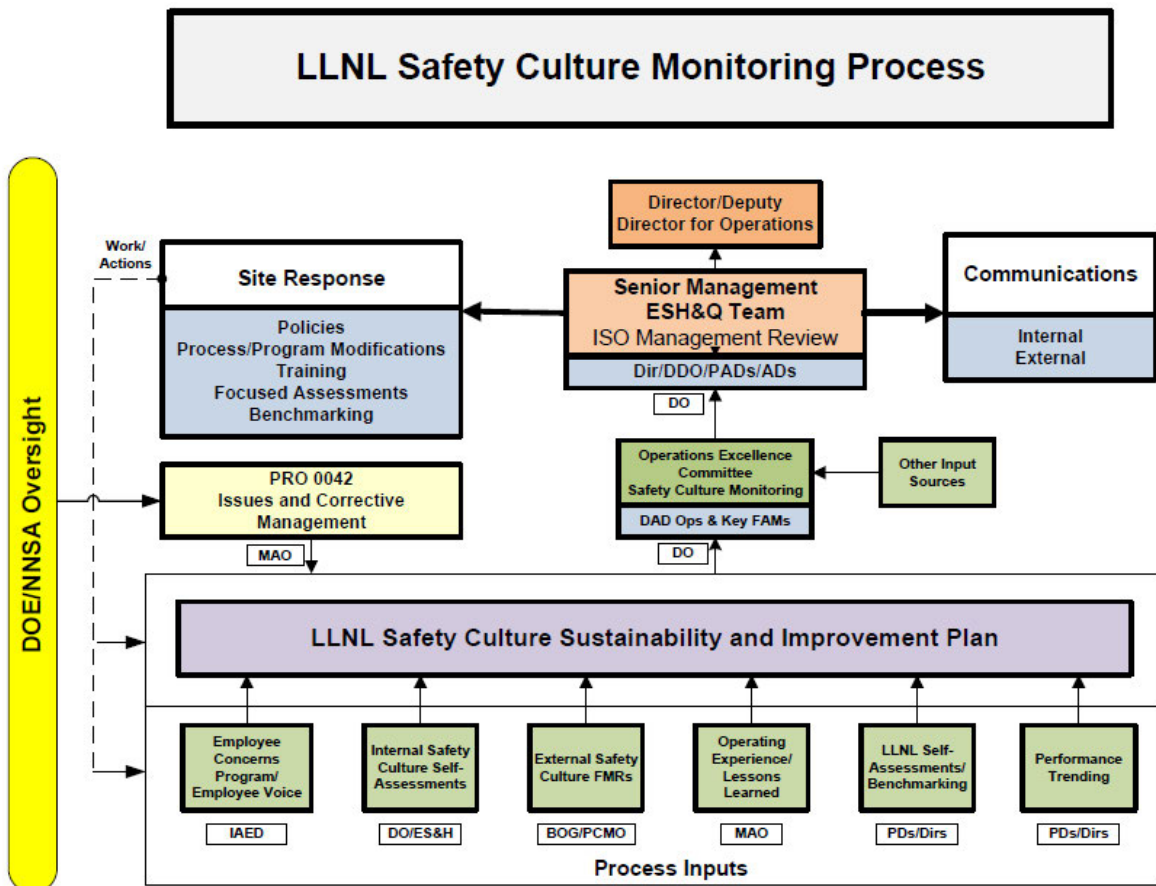 LLNL Safety Culture Monitoring Process
DOE/NNSA Oversight
Work/
Actions
Site Response
Policies
Process/Program Modifications
Training
Focused Assessments
Benchmarking
Director/Deputy
Director for Operations
Senior Management
ESH&Q Team
ISO Management Review
Dir/DDO/PADs/ADs
DO
Communications
Internal
External
PRO 0042
Issues and Corrective
Management
MAO
Operations Excellence
Committee
Safety Culture Monitoring
DAD Ops & Key FAMs
DO
Other Input
Sources
LLNL Safety Culture Sustainability and Improvement Plan
Employee
Concerns
Program/
Employee Voice
IAED
Internal Safety
Culture Self-
Assessments
DO/ES&H
External Safety
Culture FMRs
BOG/PCMO
Operating
Experience/
Lessons
Learned
MAO
LLNL Self-
Assessments/
Benchmarking
PDs/Dirs
Performance
Trending
PDs/Dirs
Process Inputs